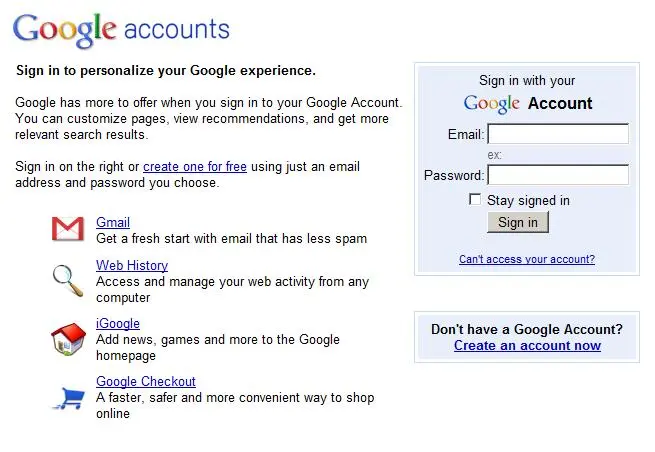 Google accounts
Sign in to personalize your Google experience.
Google has more to offer when you sign in to your Google Account.
You can customize pages, view recommendations, and get more
relevant search results.
Sign in on the right or create one for free using just an email
address and password you choose.
Gmail
Get a fresh start with email that has less spam
Web History
Access and manage your web activity from any
computer
iGoogle
Add news, games and more to the Google
homepage
Google Checkout
A faster, safer and more convenient way to shop
online
Sign in with your
Google Account
Email:
ex:
Password:
Stay signed in
Sign in
Can't access your account?
Don't have a Google Account?
Create an account now